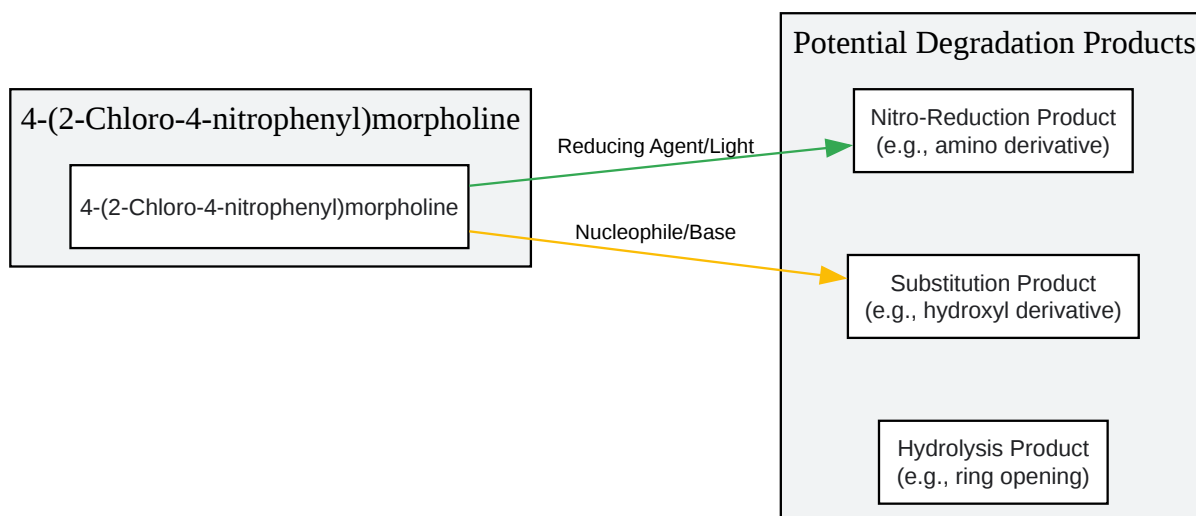 4-(2-Chloro-4-nitrophenyl)morpholine
4-(2-Chloro-4-nitrophenyl)morpholine
Reducing Agent/Light
Nucleophile/Base
Potential Degradation Products
Nitro-Reduction Product
(e.g., amino derivative)
Substitution Product
(e.g., hydroxyl derivative)
Hydrolysis Product
(e.g., ring opening)